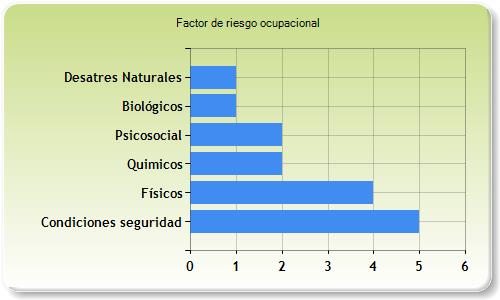 Factor de riesgo ocupacional
Desatres Naturales
Biológicos
Psicosocial
Quimicos
Físicos
Condiciones seguridad
0 1 2 3 4 5 6